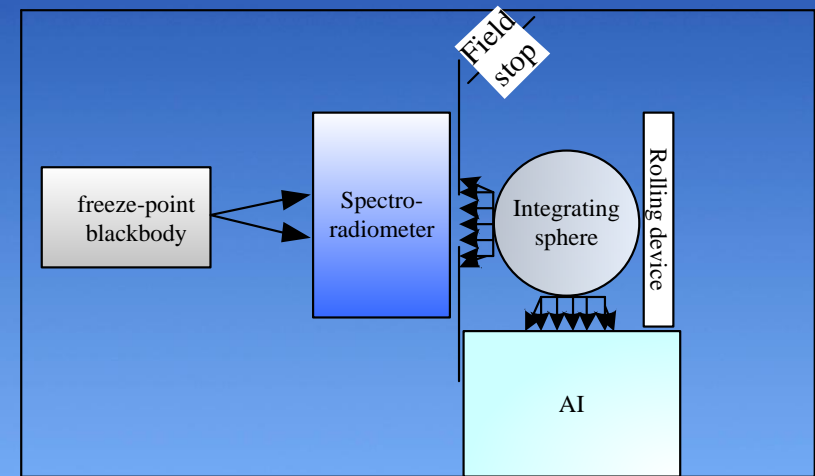 Field
stop
freeze-point
blackbody
Spectro-
radiometer
Integrating
sphere
Rolling device
AI